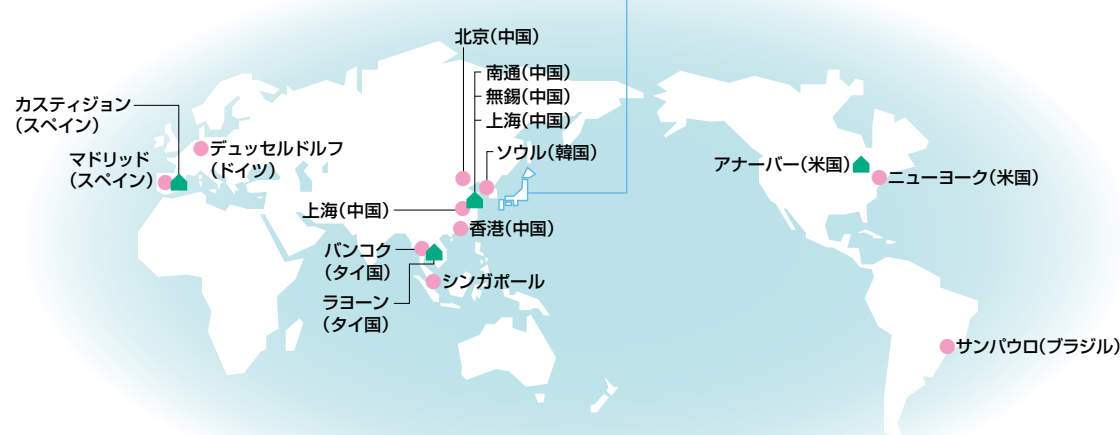 北京(中国)
南通(中国)
無錫(中国)
上海(中国)
ソウル(韓国)
カスティジョン
(スペイン)
マドリッド
(スペイン)
デュッセルドルフ
(ドイツ)
上海(中国)
香港(中国)
バンコク
(タイ国)
ラヨーン
(タイ国)
シンガポール
アナーバー(米国)
ニューヨーク(米国)
サンパウロ(ブラジル)